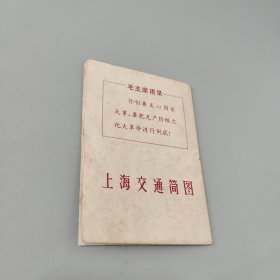 毛主席语录
你们要关心国家
大事，要把无产阶级文
化大革命进行到底！
上海交通简图